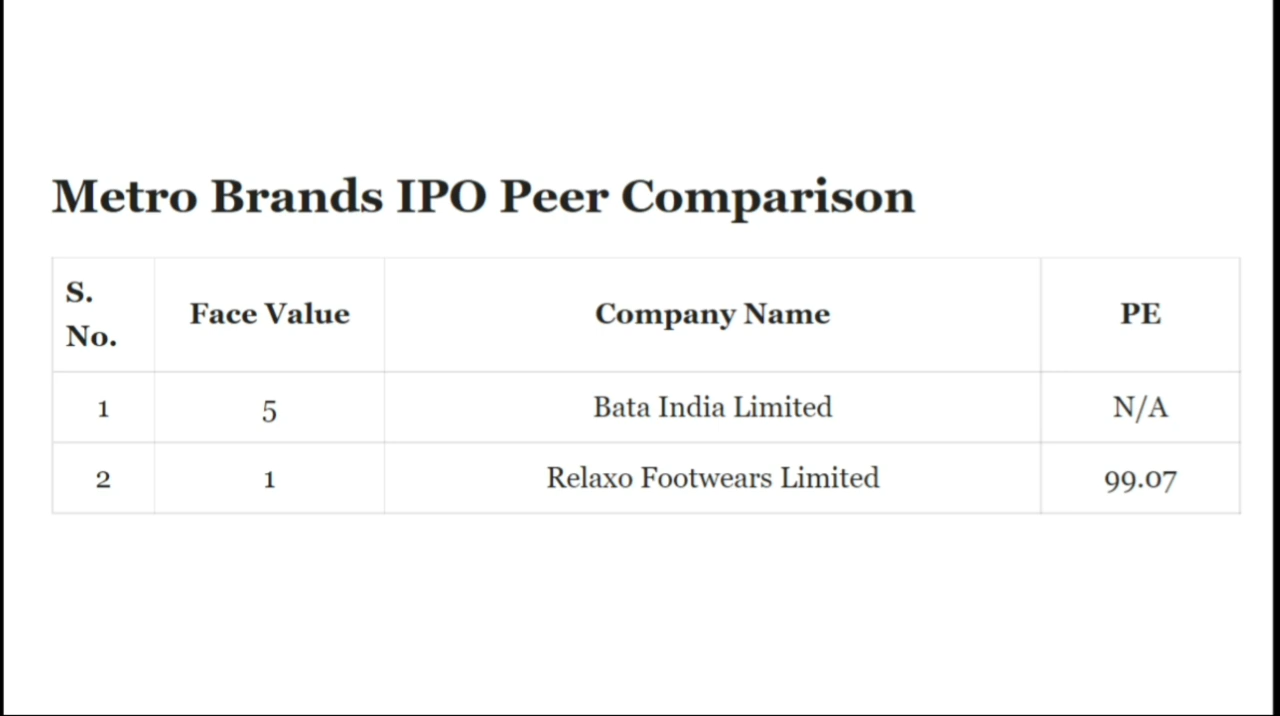 Metro Brands IPO Peer Comparison
S. No. Face Value Company Name PE
1 5 Bata India Limited N/A
2 1 Relaxo Footwears Limited 99.07